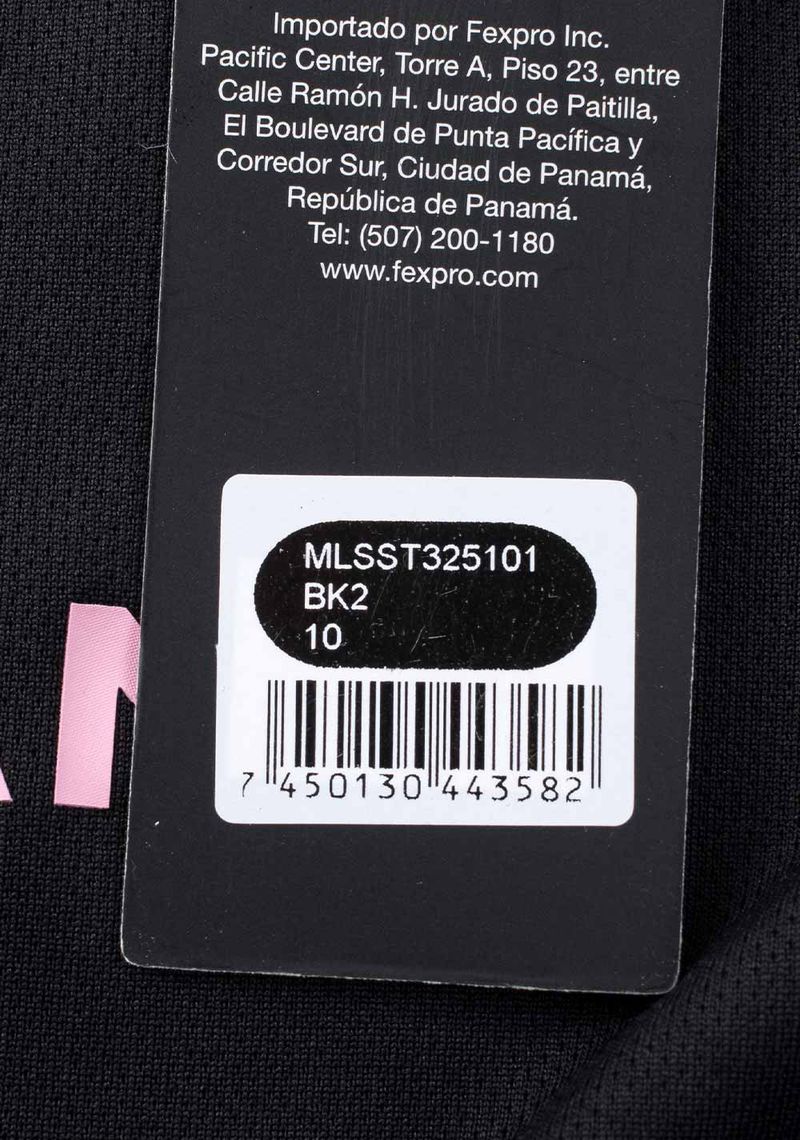 Importado por Fexpro Inc.
Pacific Center, Torre A, Piso 23, entre
Calle Ramón H. Jurado de Paitilla,
El Boulevard de Punta Pacífica y
Corredor Sur, Ciudad de Panamá,
República de Panamá.
Tel: (507) 200-1180
www.fexpro.com
MLSST325101
BK2
10
7 450130 443582